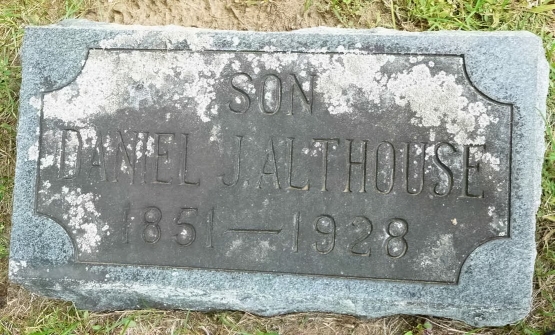 SON
DANIEL J. ALTHOUSE
1851—1928